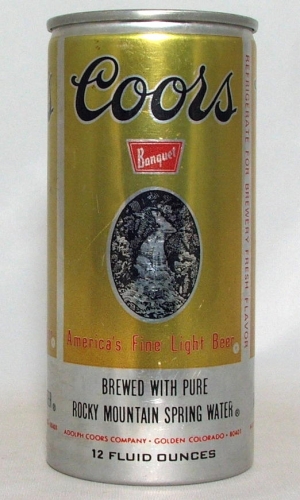 Coors
Banquet
America's Fine Light Beer®
BREWED WITH PURE
ROCKY MOUNTAIN SPRING WATER®
ADOLPH COORS COMPANY • GOLDEN COLORADO • 80401
12 FLUID OUNCES
REFRIGERATE FOR BREWERY-FRESH FLAVOR